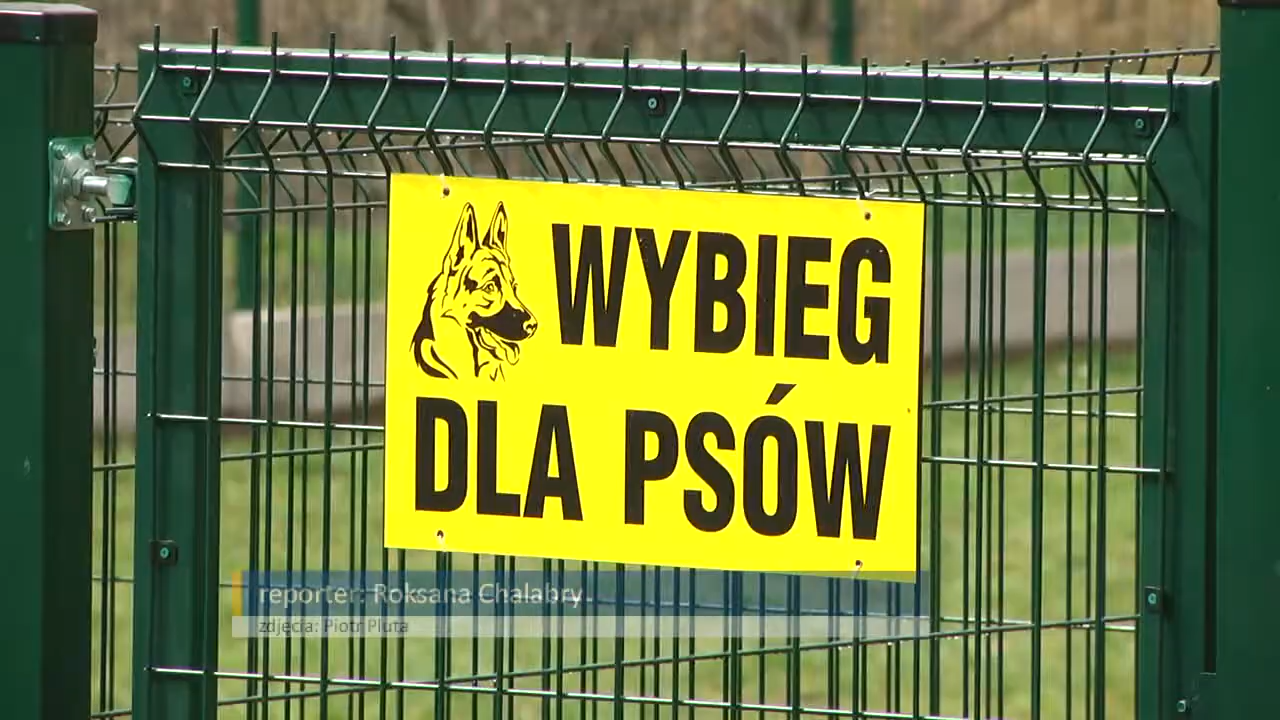 WYBIEG
DLA PSÓW
reporter: Roksana Chalabry
zdjęcia: Piotr Pluta